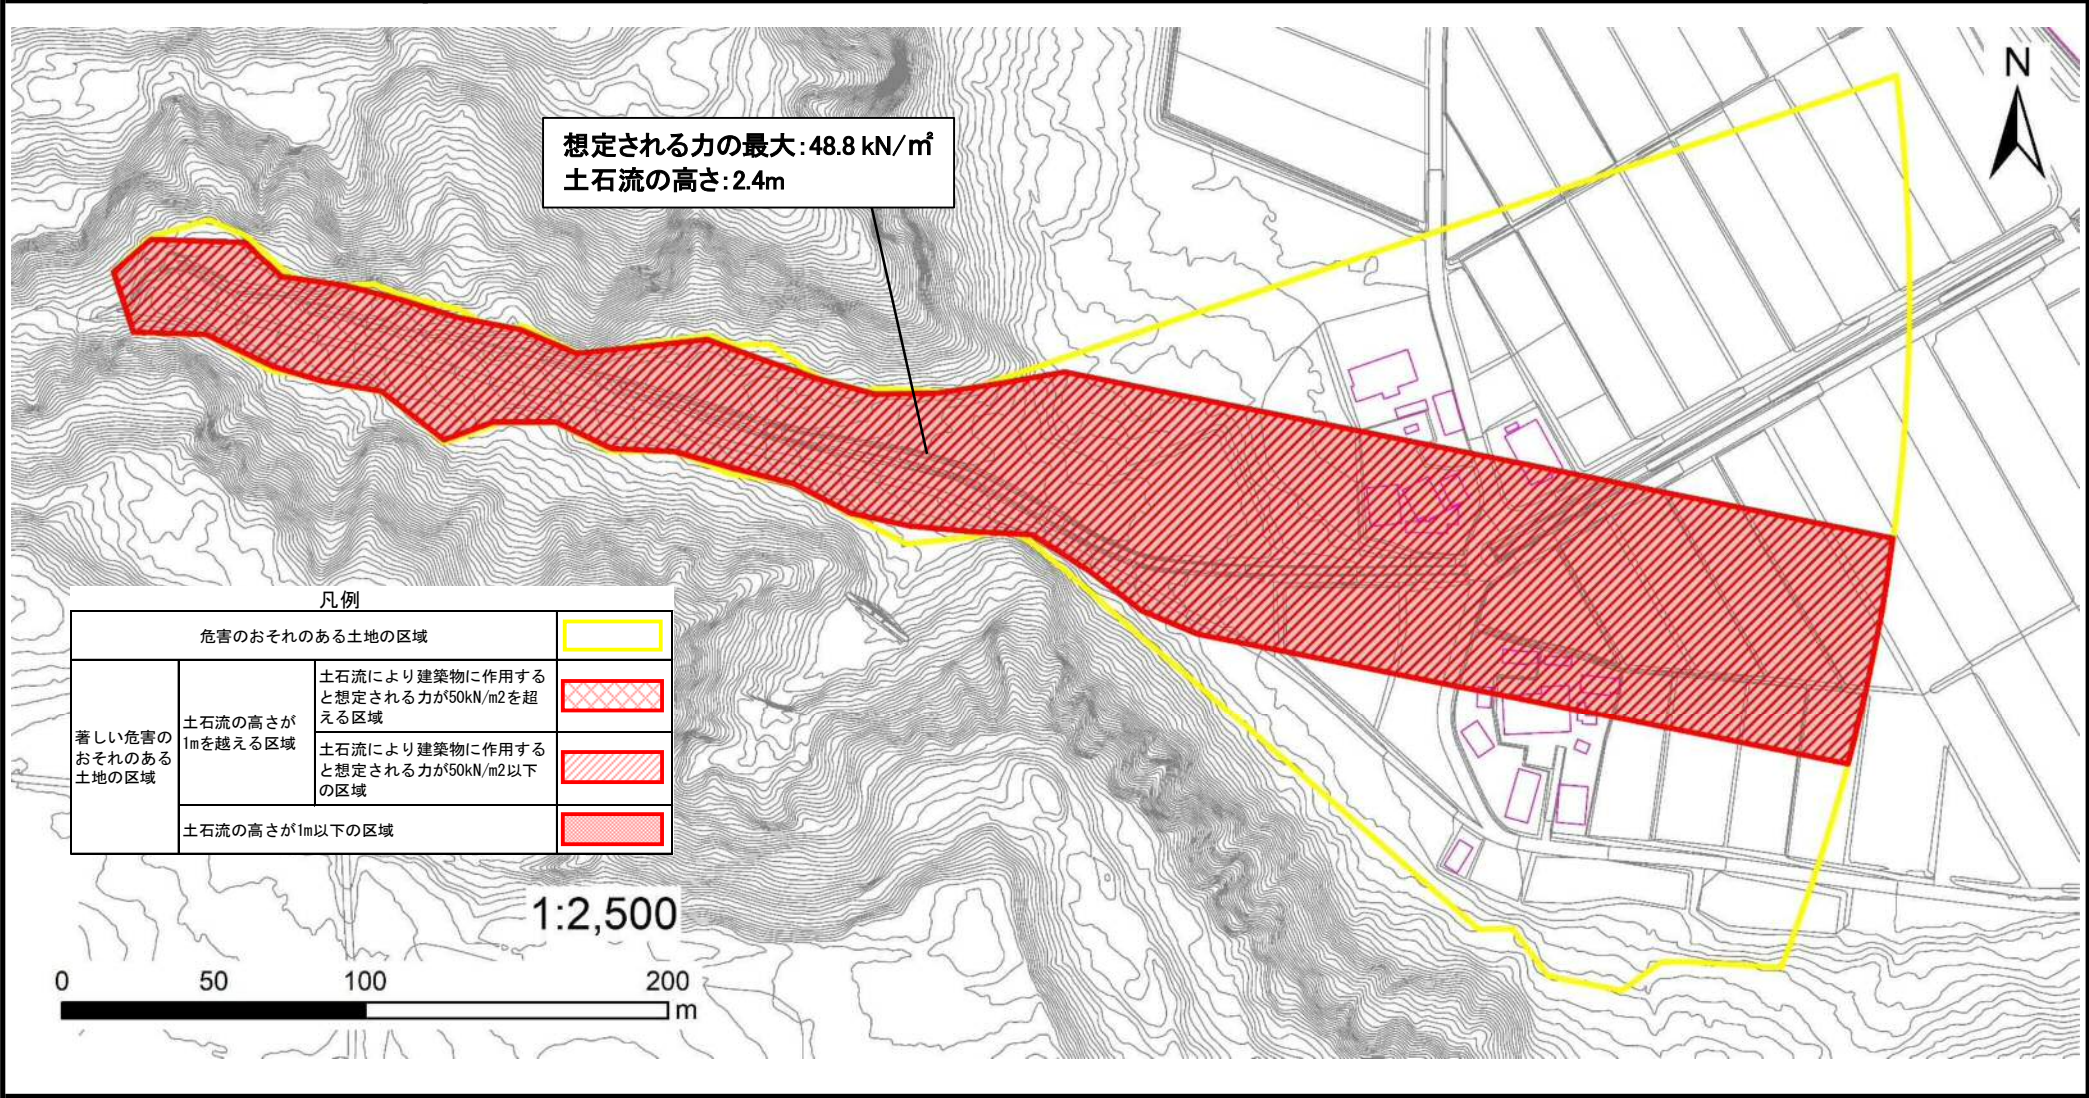 N
想定される力の最大:48.8 kN/㎡
土石流の高さ:2.4m
凡例
危害のおそれのある土地の区域
著しい危害の
おそれのある
土地の区域
土石流の高さが
1mを越える区域
土石流により建築物に作用する
と想定される力が50kN/m2を超
える区域
土石流により建築物に作用する
と想定される力が50kN/m2以下
の区域
土石流の高さが1m以下の区域
1:2,500
0 50 100 200
m